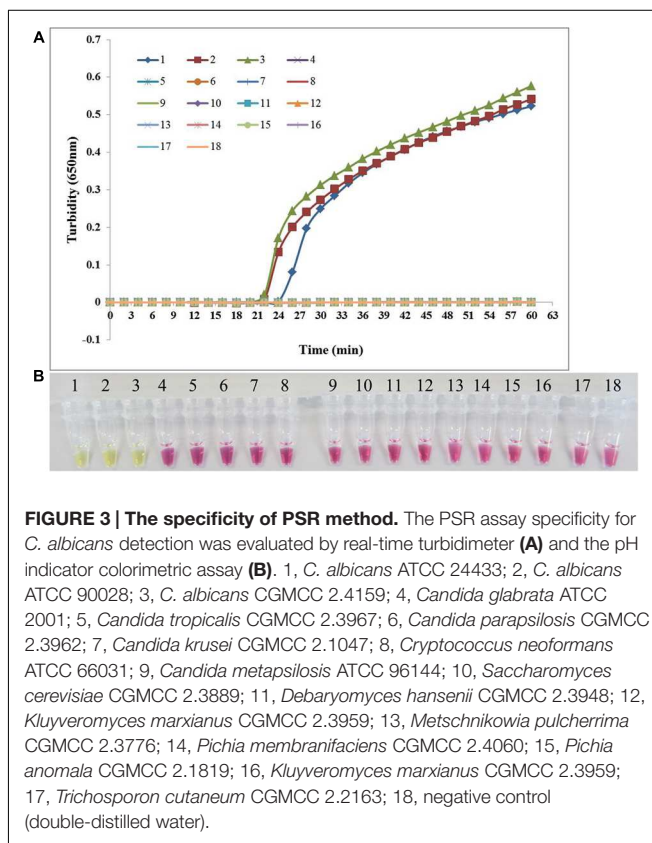 A
0.7
0.6
0.5
0.4
0.3
0.2
0.1
0
-0.1
Turbidity (650nm)
1 2 3 4
5 6 7 8
9 10 11 12
13 14 15 16
17 18
0 3 6 9 12 15 18 21 24 27 30 33 36 39 42 45 48 51 54 57 60 63
Time (min)
B
1 2 3 4 5 6 7 8 9 10 11 12 13 14 15 16 17 18
FIGURE 3 | The specificity of PSR method. The PSR assay specificity for
C. albicans detection was evaluated by real-time turbidimeter (A) and the pH
indicator colorimetric assay (B). 1, C. albicans ATCC 24433; 2, C. albicans
ATCC 90028; 3, C. albicans CGMCC 2.4159; 4, Candida glabrata ATCC
2001; 5, Candida tropicalis CGMCC 2.3967; 6, Candida parapsilosis CGMCC
2.3962; 7, Candida krusei CGMCC 2.1047; 8, Cryptococcus neoformans
ATCC 66031; 9, Candida metapsilosis ATCC 96144; 10, Saccharomyces
cerevisiae CGMCC 2.3889; 11, Debaryomyces hansenii CGMCC 2.3948; 12,
Kluyveromyces marxianus CGMCC 2.3959; 13, Metschnikowia pulcherrima
CGMCC 2.3776; 14, Pichia membranifaciens CGMCC 2.4060; 15, Pichia
anomala CGMCC 2.1819; 16, Kluyveromyces marxianus CGMCC 2.3959;
17, Trichosporon cutaneum CGMCC 2.2163; 18, negative control
(double-distilled water).